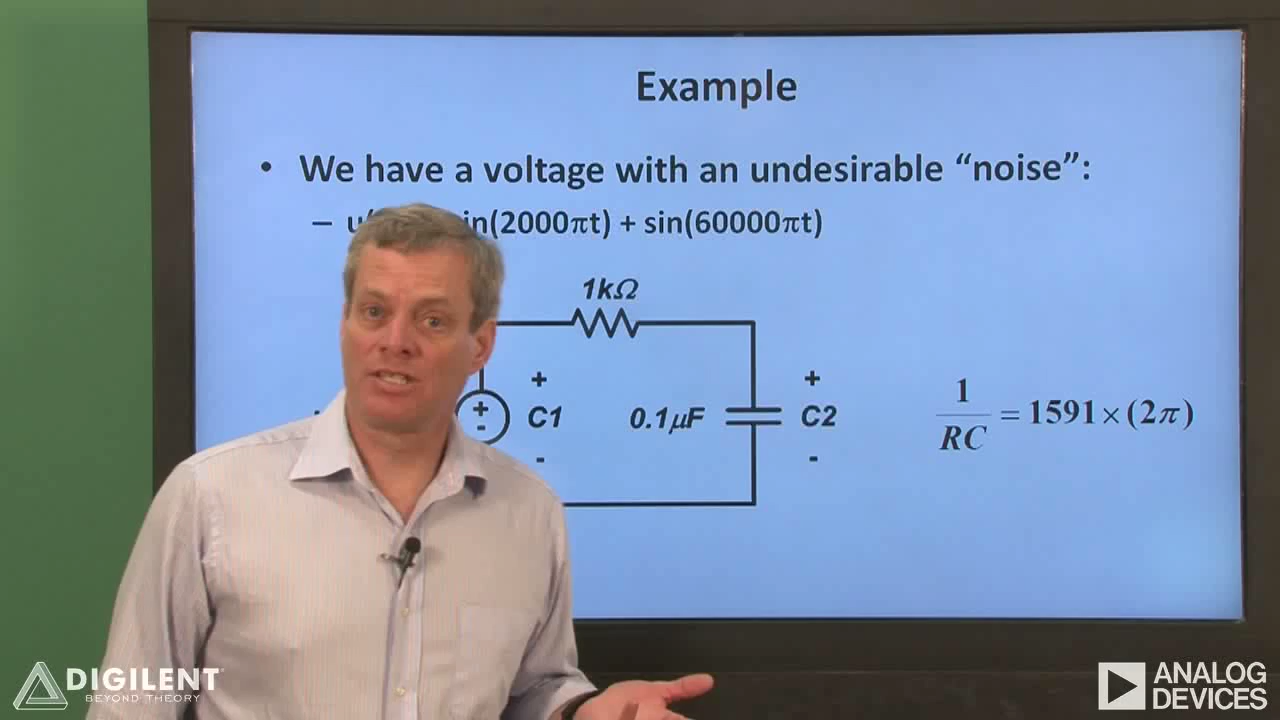 Example
• We have a voltage with an undesirable “noise”:
– u(in(2000πt) + sin(60000πt)
1kΩ
+ + +
+
- C1 0.1μF C2
- -
1/RC = 1591 × (2π)
DIGILENT
BEYOND THEORY
ANALOG
DEVICES